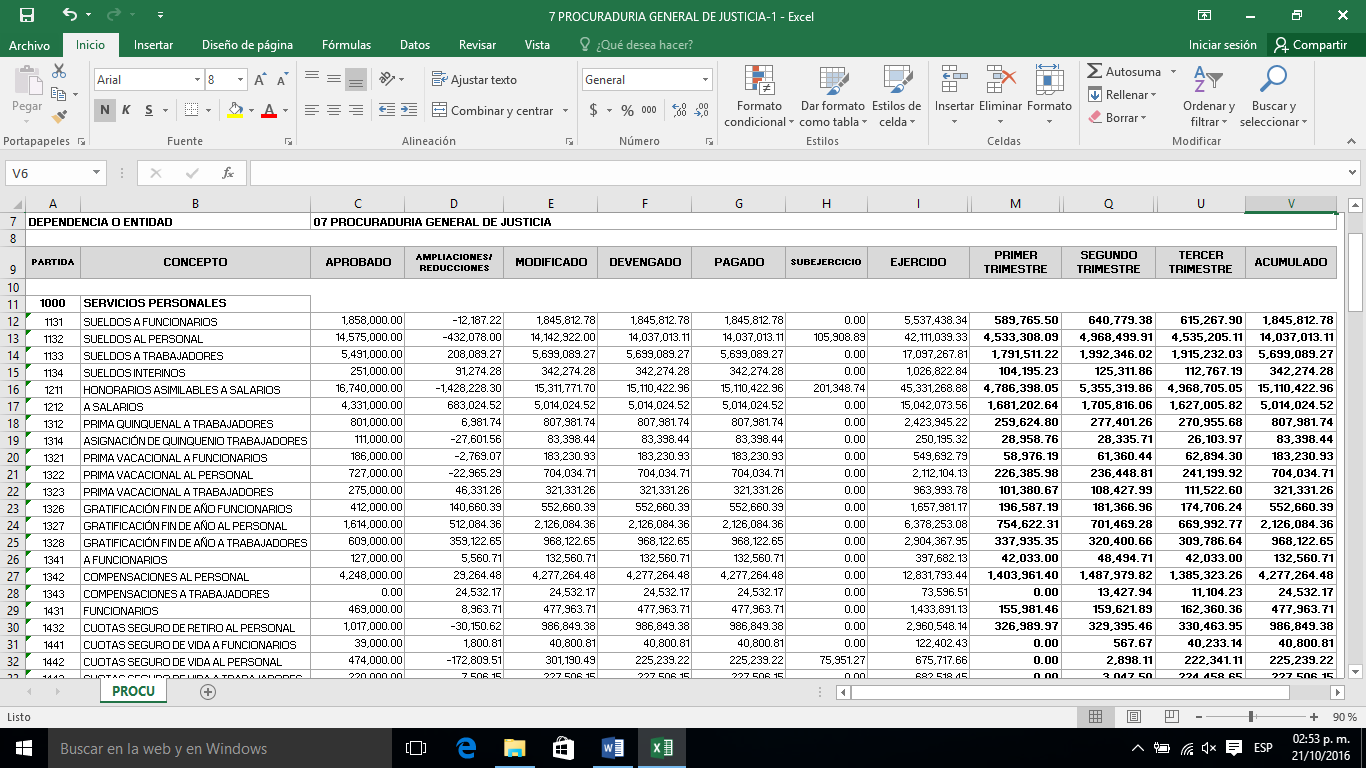 7 PROCURADURIA GENERAL DE JUSTICIA-1 - Excel
Archivo Inicio Insertar Diseño de página Fórmulas Datos Revisar Vista ¿Qué desea hacer? Iniciar sesión Compartir
Pegar Arial 8 Ajustar texto General Formato condicional Dar formato como tabla Estilos de celda Insertar Eliminar Formato Autosuma Rellenar Borrar Ordenar y filtrar Buscar y seleccionar
N K S Combinar y centrar $ % 000
Portapapeles Fuente Alineación Número Estilos Celdas Modificar
V6 fx
A B C D E F G H I M Q U V
7 DEPENDENCIA O ENTIDAD 07 PROCURADURIA GENERAL DE JUSTICIA
8
9 PARTIDA CONCEPTO APROBADO AMPLIACIONES/ REDUCCIONES MODIFICADO DEVENGADO PAGADO SUBEJERCICIO EJERCIDO PRIMER TRIMESTRE SEGUNDO TRIMESTRE TERCER TRIMESTRE ACUMULADO
10
11 1000 SERVICIOS PERSONALES
12 1131 SUELDOS A FUNCIONARIOS 1,858,000.00 -12,187.22 1,845,812.78 1,845,812.78 1,845,812.78 0.00 5,537,438.34 589,765.50 640,779.38 615,267.90 1,845,812.78
13 1132 SUELDOS AL PERSONAL 14,575,000.00 -432,078.00 14,142,922.00 14,037,013.11 14,037,013.11 105,908.89 42,111,039.33 4,533,308.09 4,968,499.91 4,535,205.11 14,037,013.11
14 1133 SUELDOS A TRABAJADORES 5,491,000.00 208,089.27 5,699,089.27 5,699,089.27 5,699,089.27 0.00 17,097,267.81 1,791,511.22 1,992,346.02 1,915,232.03 5,699,089.27
15 1134 SUELDOS INTERINOS 251,000.00 91,274.28 342,274.28 342,274.28 342,274.28 0.00 1,026,822.84 104,195.23 125,311.86 112,767.19 342,274.28
16 1211 HONORARIOS ASIMILABLES A SALARIOS 16,740,000.00 -1,428,228.30 15,311,771.70 15,110,422.96 15,110,422.96 201,348.74 45,331,268.88 4,786,398.05 5,355,319.86 4,968,705.05 15,110,422.96
17 1212 A SALARIOS 4,331,000.00 683,024.52 5,014,024.52 5,014,024.52 5,014,024.52 0.00 15,042,073.56 1,681,202.64 1,705,816.06 1,627,005.82 5,014,024.52
18 1312 PRIMA QUINQUENAL A TRABAJADORES 801,000.00 6,981.74 807,981.74 807,981.74 807,981.74 0.00 2,423,945.22 259,624.80 277,401.26 270,955.68 807,981.74
19 1314 ASIGNACIÓN DE QUINQUENIO TRABAJADORES 111,000.00 -27,601.56 83,398.44 83,398.44 83,398.44 0.00 250,195.32 28,958.76 28,335.71 26,103.97 83,398.44
20 1321 PRIMA VACACIONAL A FUNCIONARIOS 186,000.00 -2,769.07 183,230.93 183,230.93 183,230.93 0.00 549,692.79 58,976.19 61,360.44 62,894.30 183,230.93
21 1322 PRIMA VACACIONAL AL PERSONAL 727,000.00 -22,965.29 704,034.71 704,034.71 704,034.71 0.00 2,112,104.13 226,385.98 236,448.81 241,199.92 704,034.71
22 1323 PRIMA VACACIONAL A TRABAJADORES 275,000.00 46,331.26 321,331.26 321,331.26 321,331.26 0.00 963,993.78 101,380.67 108,427.99 111,522.60 321,331.26
23 1326 GRATIFICACIÓN FIN DE AÑO FUNCIONARIOS 412,000.00 140,660.39 552,660.39 552,660.39 552,660.39 0.00 1,657,981.17 196,587.19 181,366.96 174,706.24 552,660.39
24 1327 GRATIFICACIÓN FIN DE AÑO AL PERSONAL 1,614,000.00 512,084.36 2,126,084.36 2,126,084.36 2,126,084.36 0.00 6,378,253.08 754,622.31 701,469.28 669,992.77 2,126,084.36
25 1328 GRATIFICACIÓN FIN DE AÑO A TRABAJADORES 609,000.00 359,122.65 968,122.65 968,122.65 968,122.65 0.00 2,904,367.95 337,935.35 320,400.66 309,786.64 968,122.65
26 1341 A FUNCIONARIOS 127,000.00 5,560.71 132,560.71 132,560.71 132,560.71 0.00 397,682.13 42,033.00 48,494.71 42,033.00 132,560.71
27 1342 COMPENSACIONES AL PERSONAL 4,248,000.00 29,264.48 4,277,264.48 4,277,264.48 4,277,264.48 0.00 12,831,793.44 1,403,961.40 1,487,979.82 1,385,323.26 4,277,264.48
28 1343 COMPENSACIONES A TRABAJADORES 0.00 24,532.17 24,532.17 24,532.17 24,532.17 0.00 73,596.51 0.00 13,427.94 11,104.23 24,532.17
29 1431 FUNCIONARIOS 469,000.00 8,963.71 477,963.71 477,963.71 477,963.71 0.00 1,433,891.13 155,981.46 159,621.89 162,360.36 477,963.71
30 1432 CUOTAS SEGURO DE RETIRO AL PERSONAL 1,017,000.00 -30,150.62 986,849.38 986,849.38 986,849.38 0.00 2,960,548.14 326,989.97 329,395.46 330,463.95 986,849.38
31 1441 CUOTAS SEGURO DE VIDA A FUNCIONARIOS 39,000.00 1,800.81 40,800.81 40,800.81 40,800.81 0.00 122,402.43 0.00 567.67 40,233.14 40,800.81
32 1442 CUOTAS SEGURO DE VIDA AL PERSONAL 474,000.00 -172,809.51 301,190.49 225,239.22 225,239.22 75,951.27 675,717.66 0.00 2,898.11 222,341.11 225,239.22
PROCU
Listo 90 %
Buscar en la web y en Windows ESP 02:53 p. m.
21/10/2016